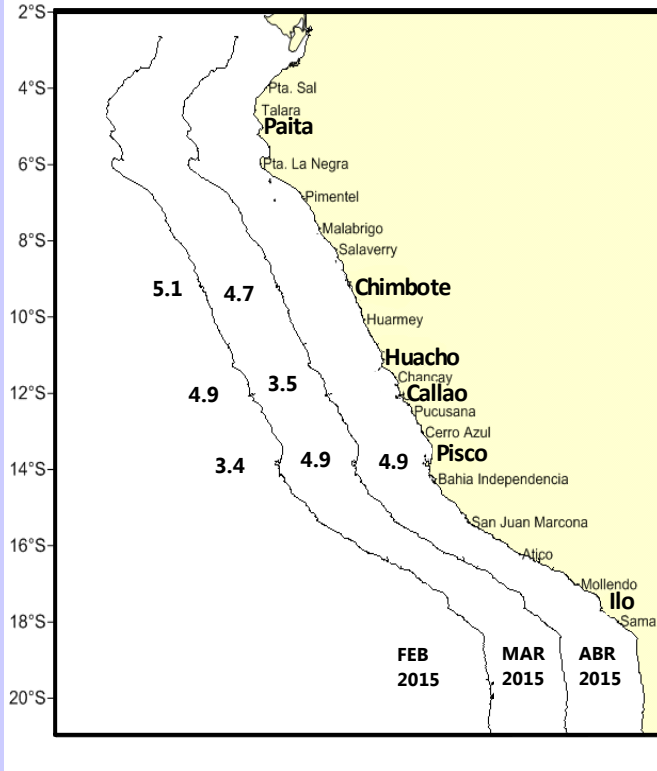 2°S
Pta. Sal
4°S
Talara
Paita
6°S
Pta. La Negra
Pimentel
Malabrigo
8°S
Salaverry
5.1 4.7 Chimbote
10°S
Huarmey
Huacho
Chancay
3.5
12°S
4.9 Callao
Pucusana
Cerro Azul
Pisco
3.4 4.9 4.9
14°S
Bahia Independencia
San Juan Marcona
16°S
Atico
Mollendo
Ilo
18°S
Sama
FEB MAR ABR
2015 2015 2015
20°S